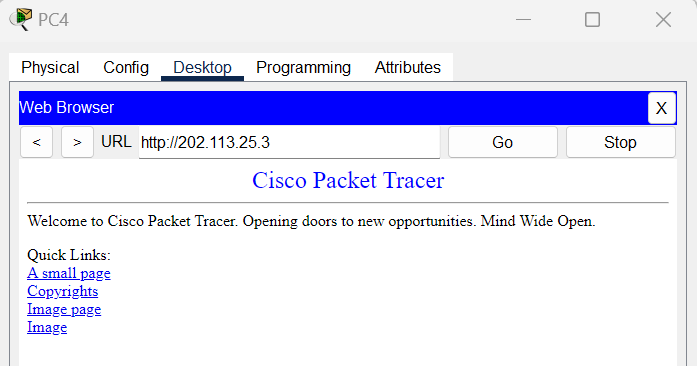 PC4
Physical Config Desktop Programming Attributes
Web Browser X
< > URL http://202.113.25.3 Go Stop
Cisco Packet Tracer
Welcome to Cisco Packet Tracer. Opening doors to new opportunities. Mind Wide Open.
Quick Links:
A small page
Copyrights
Image page
Image